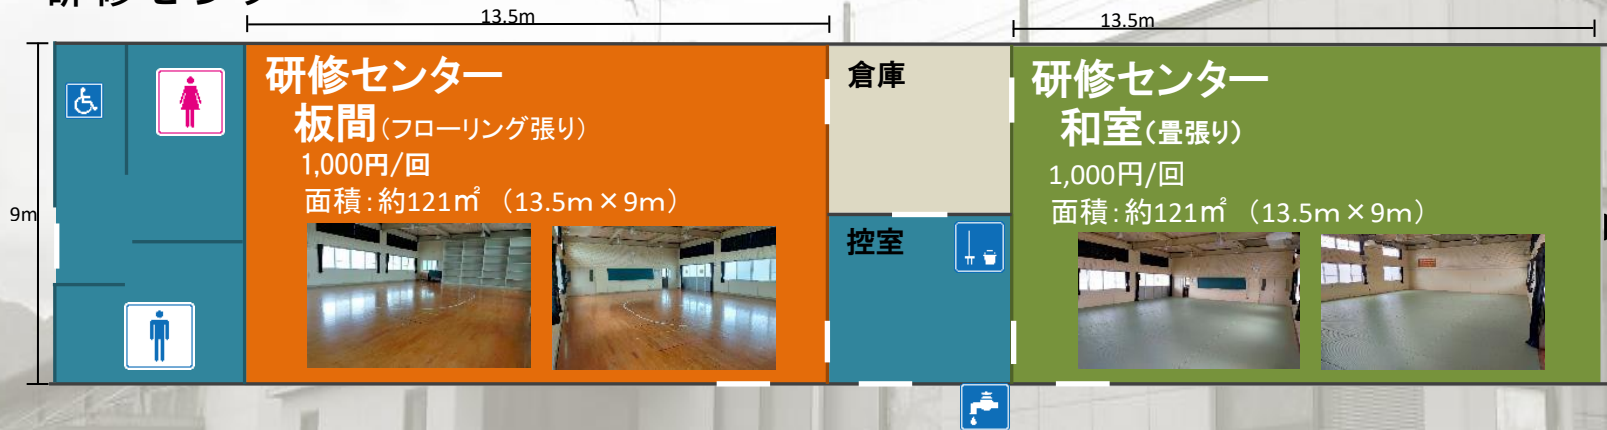 13.5m
13.5m
9m
研修センター
板間(フローリング張り)
1,000円/回
面積:約121㎡ (13.5m×9m)
倉庫
控室
研修センター
和室(畳張り)
1,000円/回
面積:約121㎡ (13.5m×9m)